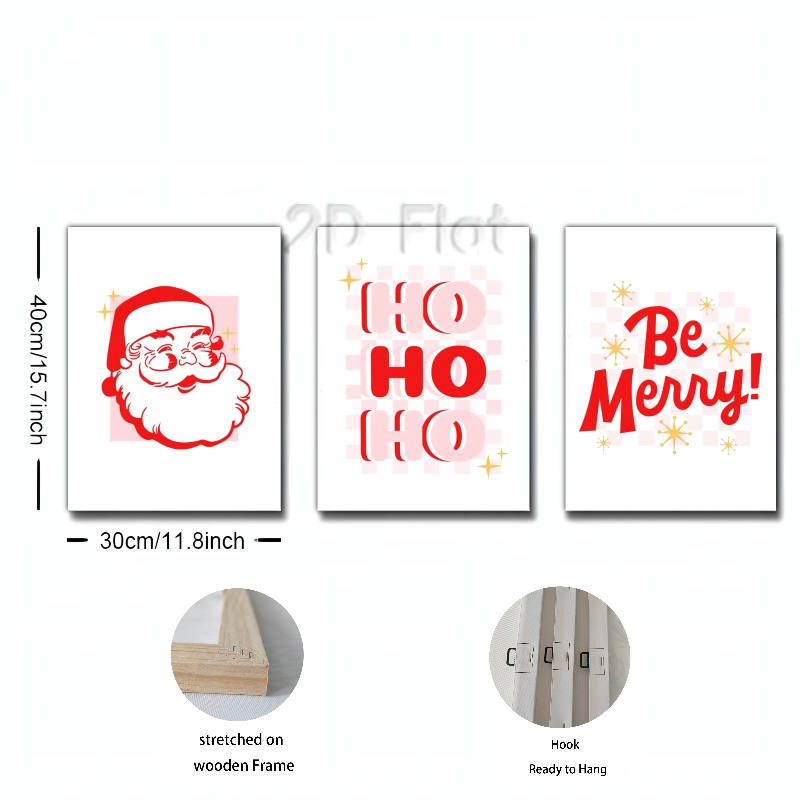 2D Flat
HO
HO
HO
Be
Merry!
40cm/15.7inch
30cm/11.8inch
stretched on
wooden Frame
Hook
Ready to Hang